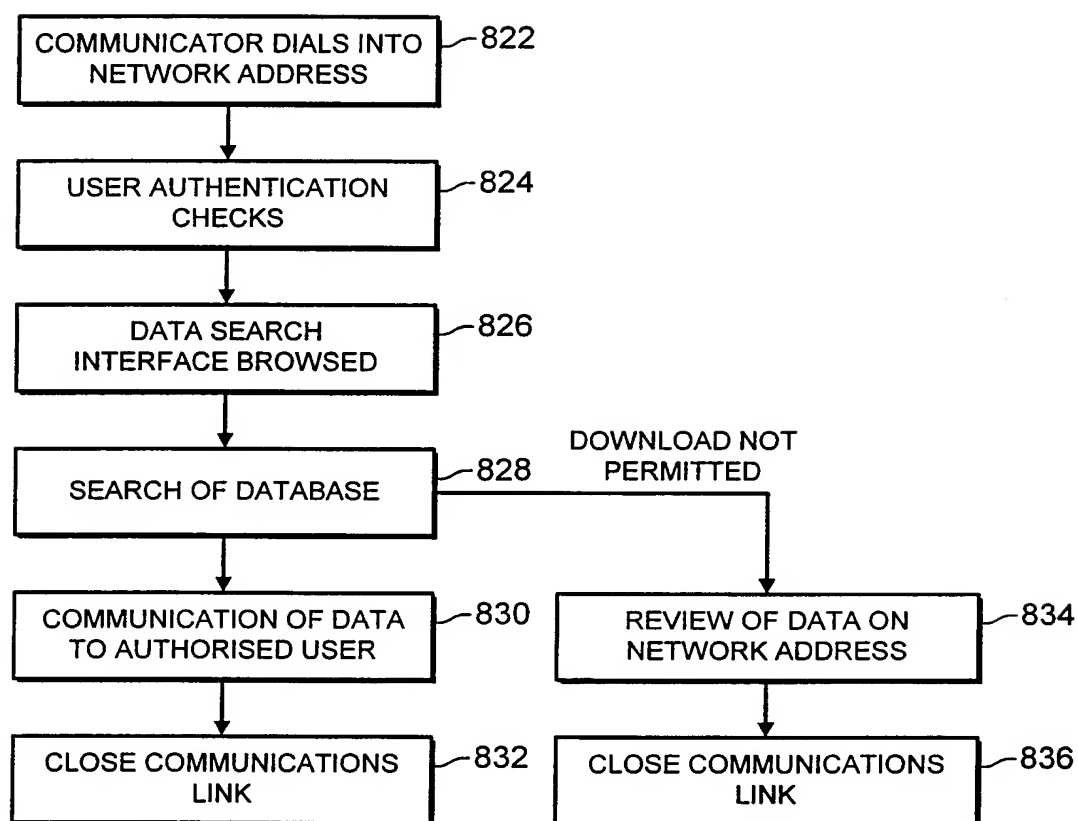 COMMUNICATOR DIALS INTO
NETWORK ADDRESS
822
USER AUTHENTICATION
CHECKS
824
DATA SEARCH
INTERFACE BROWSED
826
SEARCH OF DATABASE
828
DOWNLOAD NOT
PERMITTED
COMMUNICATION OF DATA
TO AUTHORISED USER
830
REVIEW OF DATA ON
NETWORK ADDRESS
834
CLOSE COMMUNICATIONS
LINK
832
CLOSE COMMUNICATIONS
LINK
836